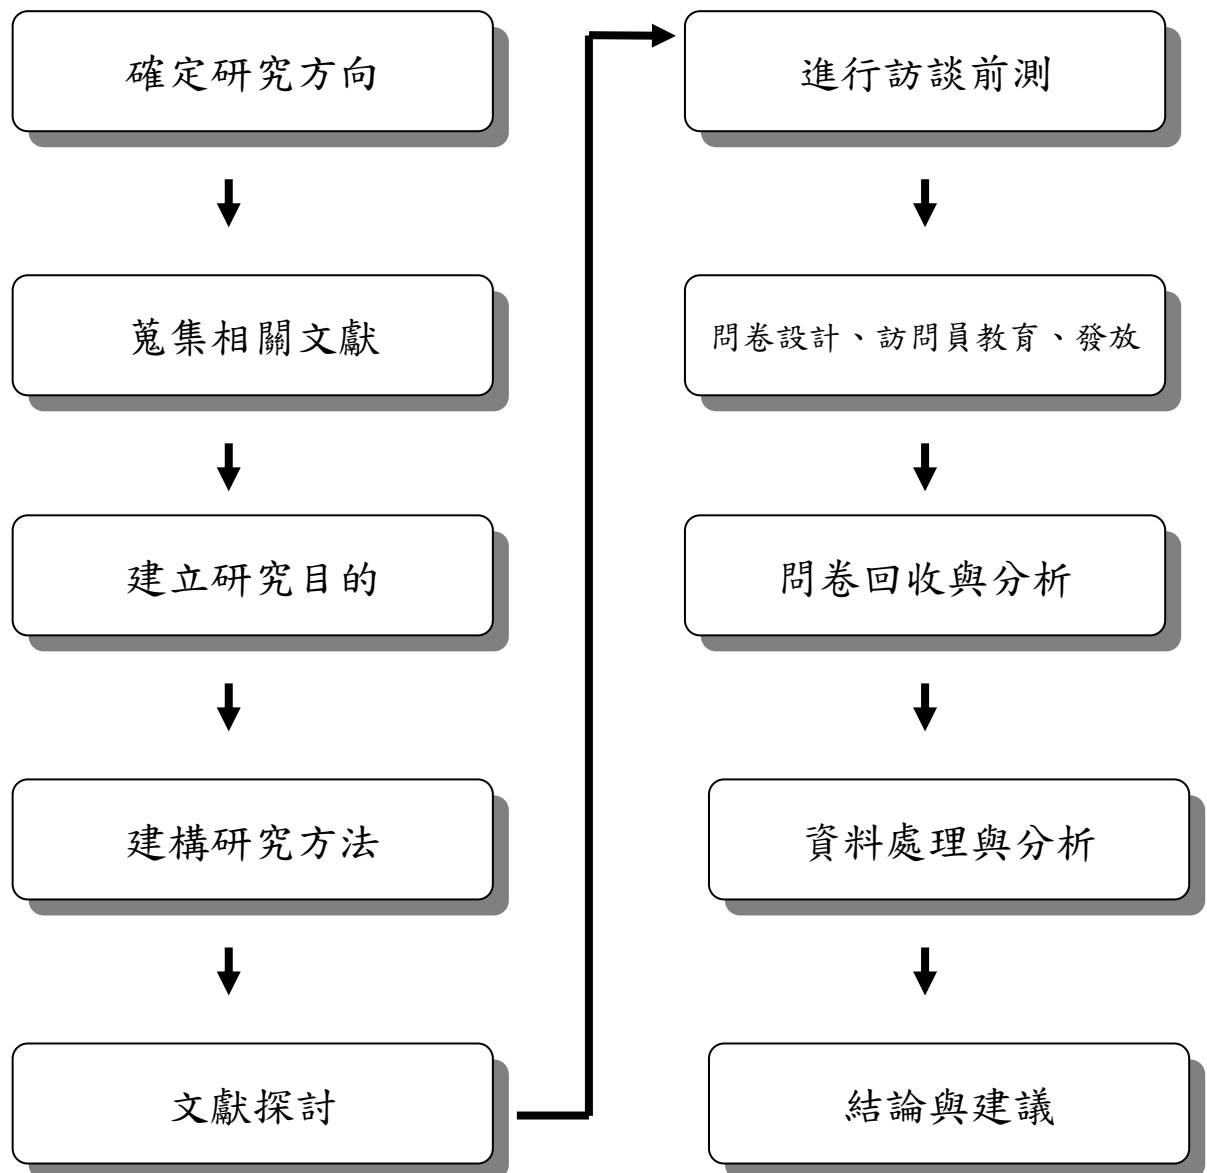 確定研究方向
蒐集相關文獻
建立研究目的
建構研究方法
文獻探討
進行訪談前測
問卷設計、訪問員教育、發放
問卷回收與分析
資料處理與分析
結論與建議